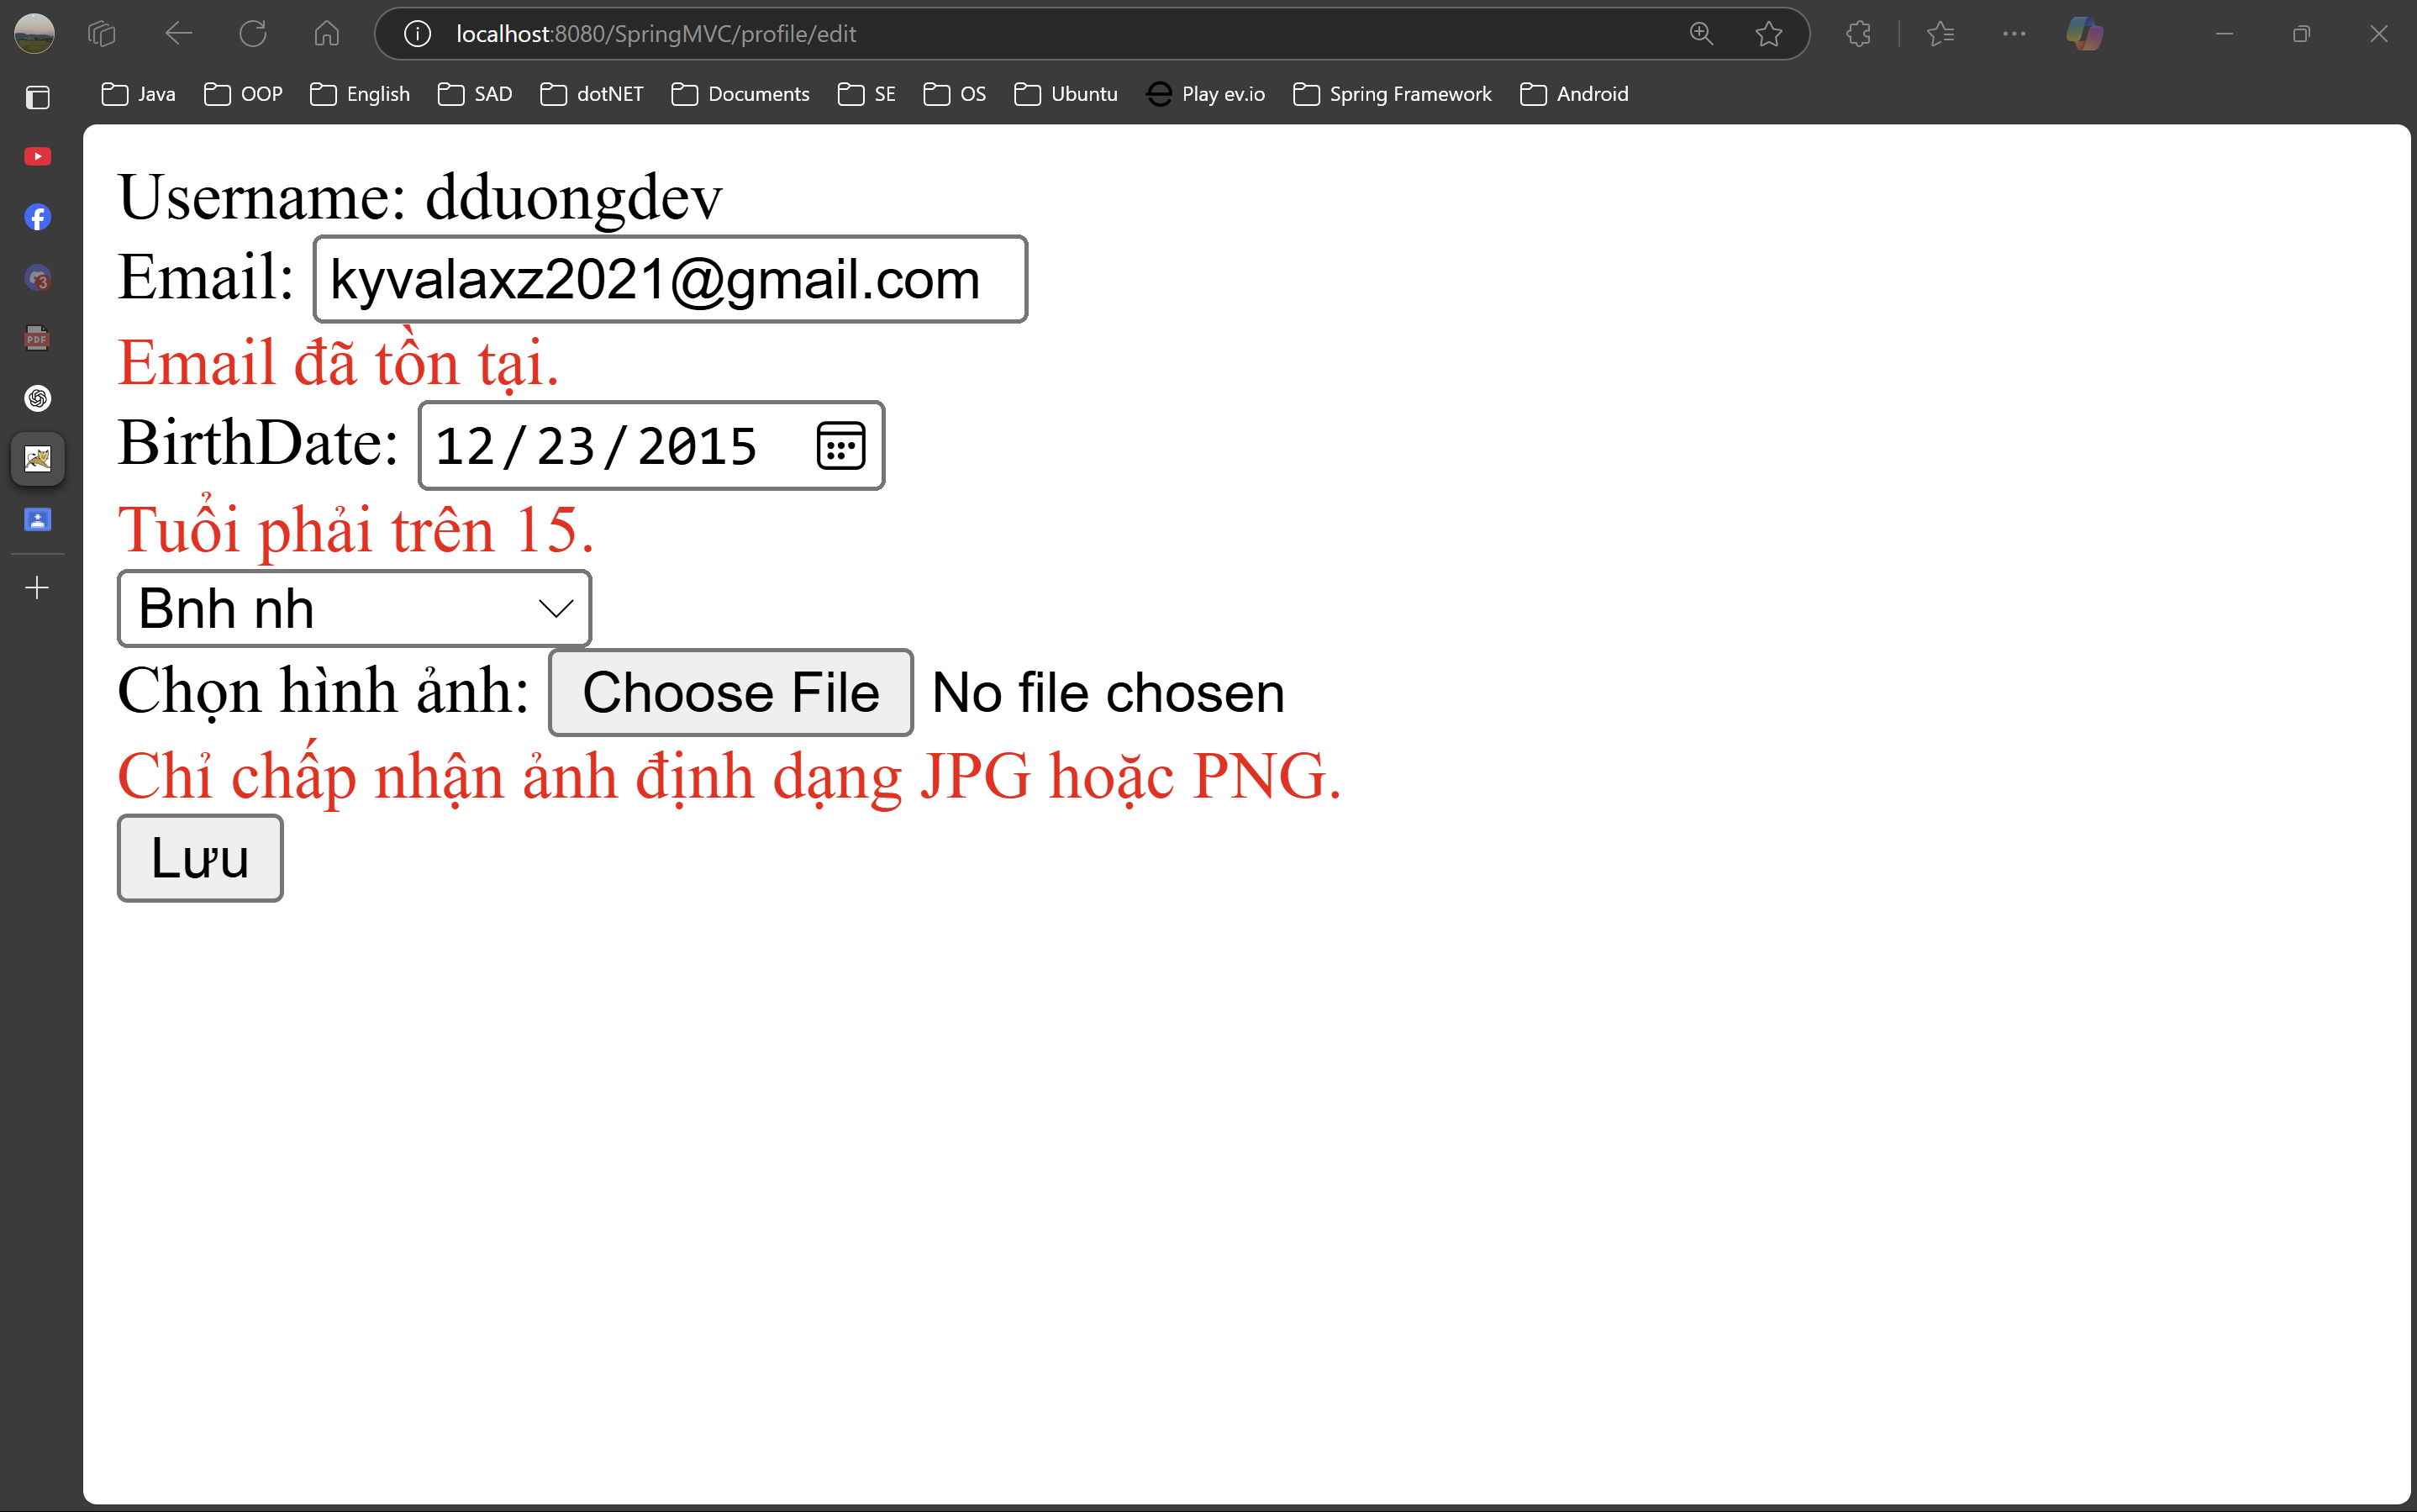 localhost:8080/SpringMVC/profile/edit
Java OOP English SAD dotNET Documents SE OS Ubuntu Play ev.io Spring Framework Android
3
PDF
Username: dduongdev
Email: kyvalaxz2021@gmail.com
Email đã tồn tại.
BirthDate: 12/23/2015
Tuổi phải trên 15.
Bnh nh
Chọn hình ảnh: Choose File No file chosen
Chỉ chấp nhận ảnh định dạng JPG hoặc PNG.
Lưu